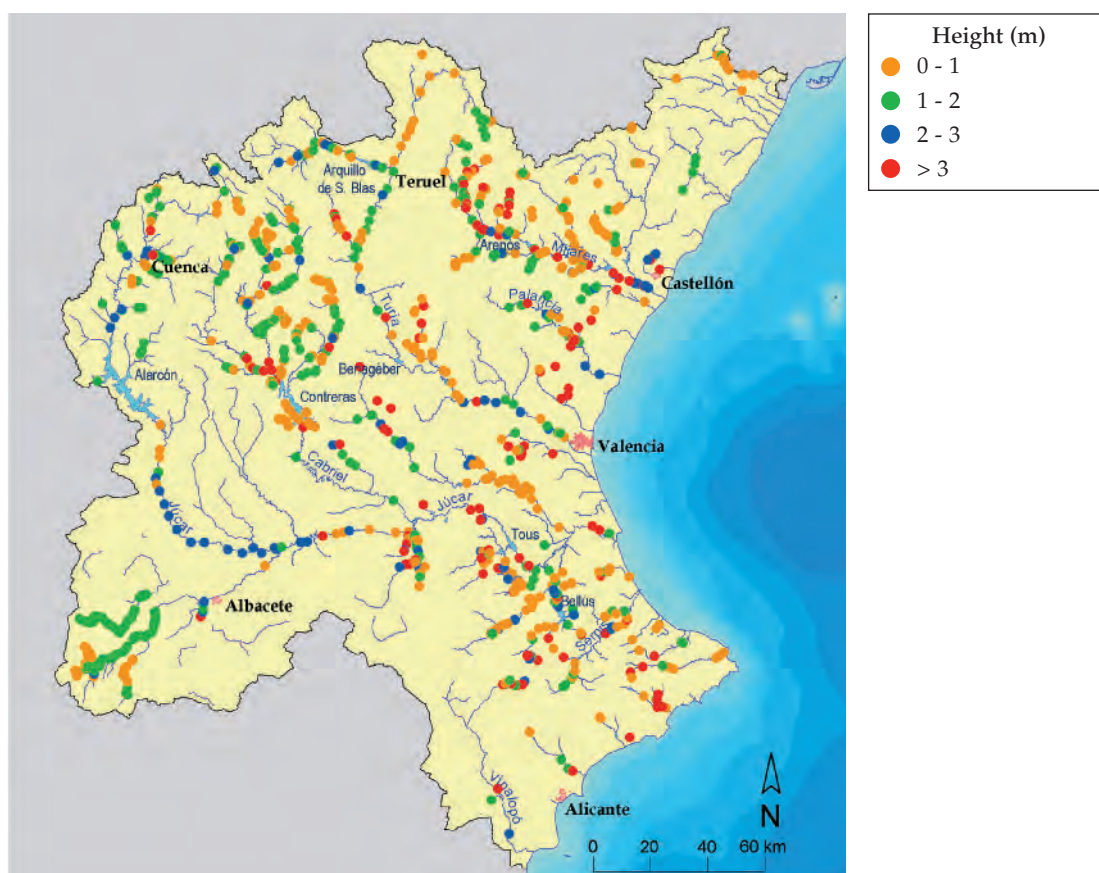 Height (m)
0 - 1
1 - 2
2 - 3
> 3
Arquillo
de S. Blas
Teruel
Cuenca
Arenós
Mijares
Castellón
Palancia
Turia
Alarcón
Benagéber
Contreras
Valencia
Cabriel
Júcar
Júcar
Tous
Albacete
Bellús
Serpis
Vinalopó
Alicante
N
0 20 40 60 km